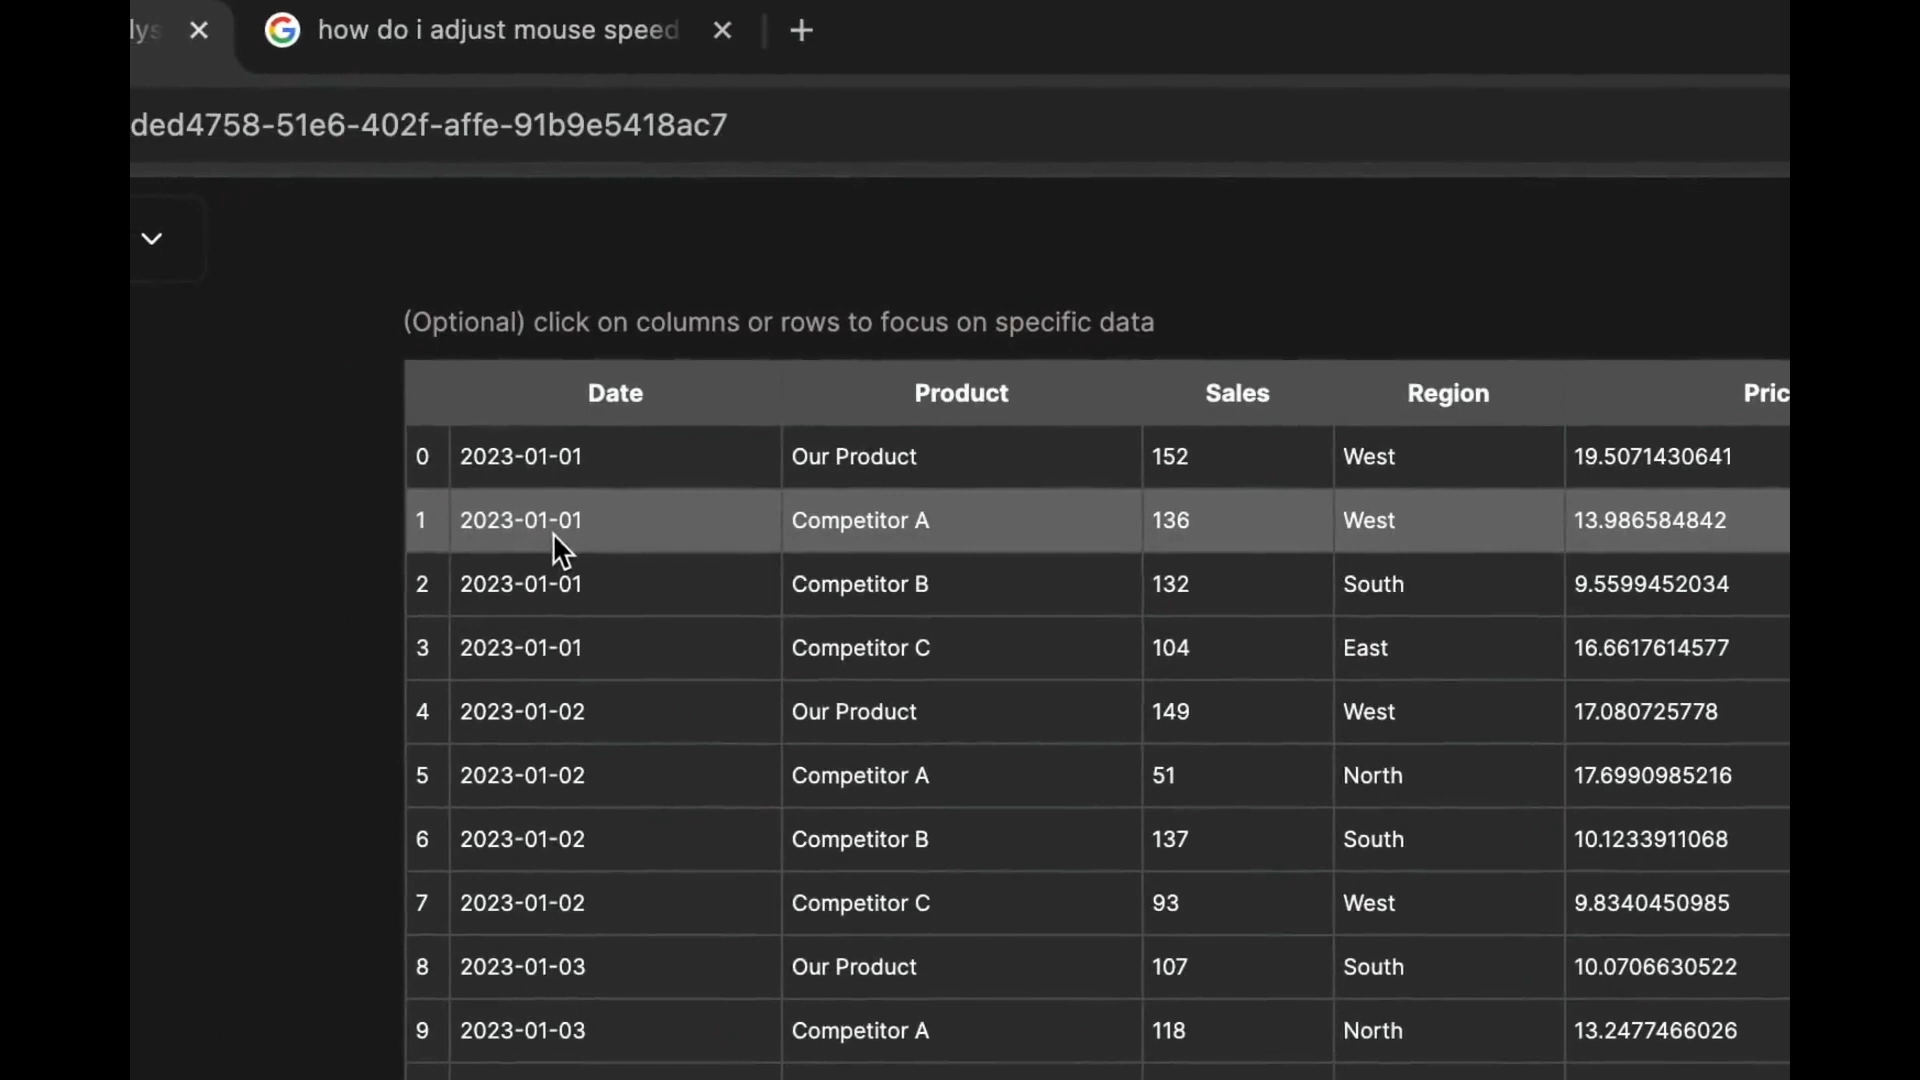 lys
how do i adjust mouse speed
ded4758-51e6-402f-affe-91b9e5418ac7
(Optional) click on columns or rows to focus on specific data
Date Product Sales Region Pric
0 2023-01-01 Our Product 152 West 19.5071430641
1 2023-01-01 Competitor A 136 West 13.986584842
2 2023-01-01 Competitor B 132 South 9.5599452034
3 2023-01-01 Competitor C 104 East 16.6617614577
4 2023-01-02 Our Product 149 West 17.080725778
5 2023-01-02 Competitor A 51 North 17.6990985216
6 2023-01-02 Competitor B 137 South 10.1233911068
7 2023-01-02 Competitor C 93 West 9.8340450985
8 2023-01-03 Our Product 107 South 10.0706630522
9 2023-01-03 Competitor A 118 North 13.2477466026